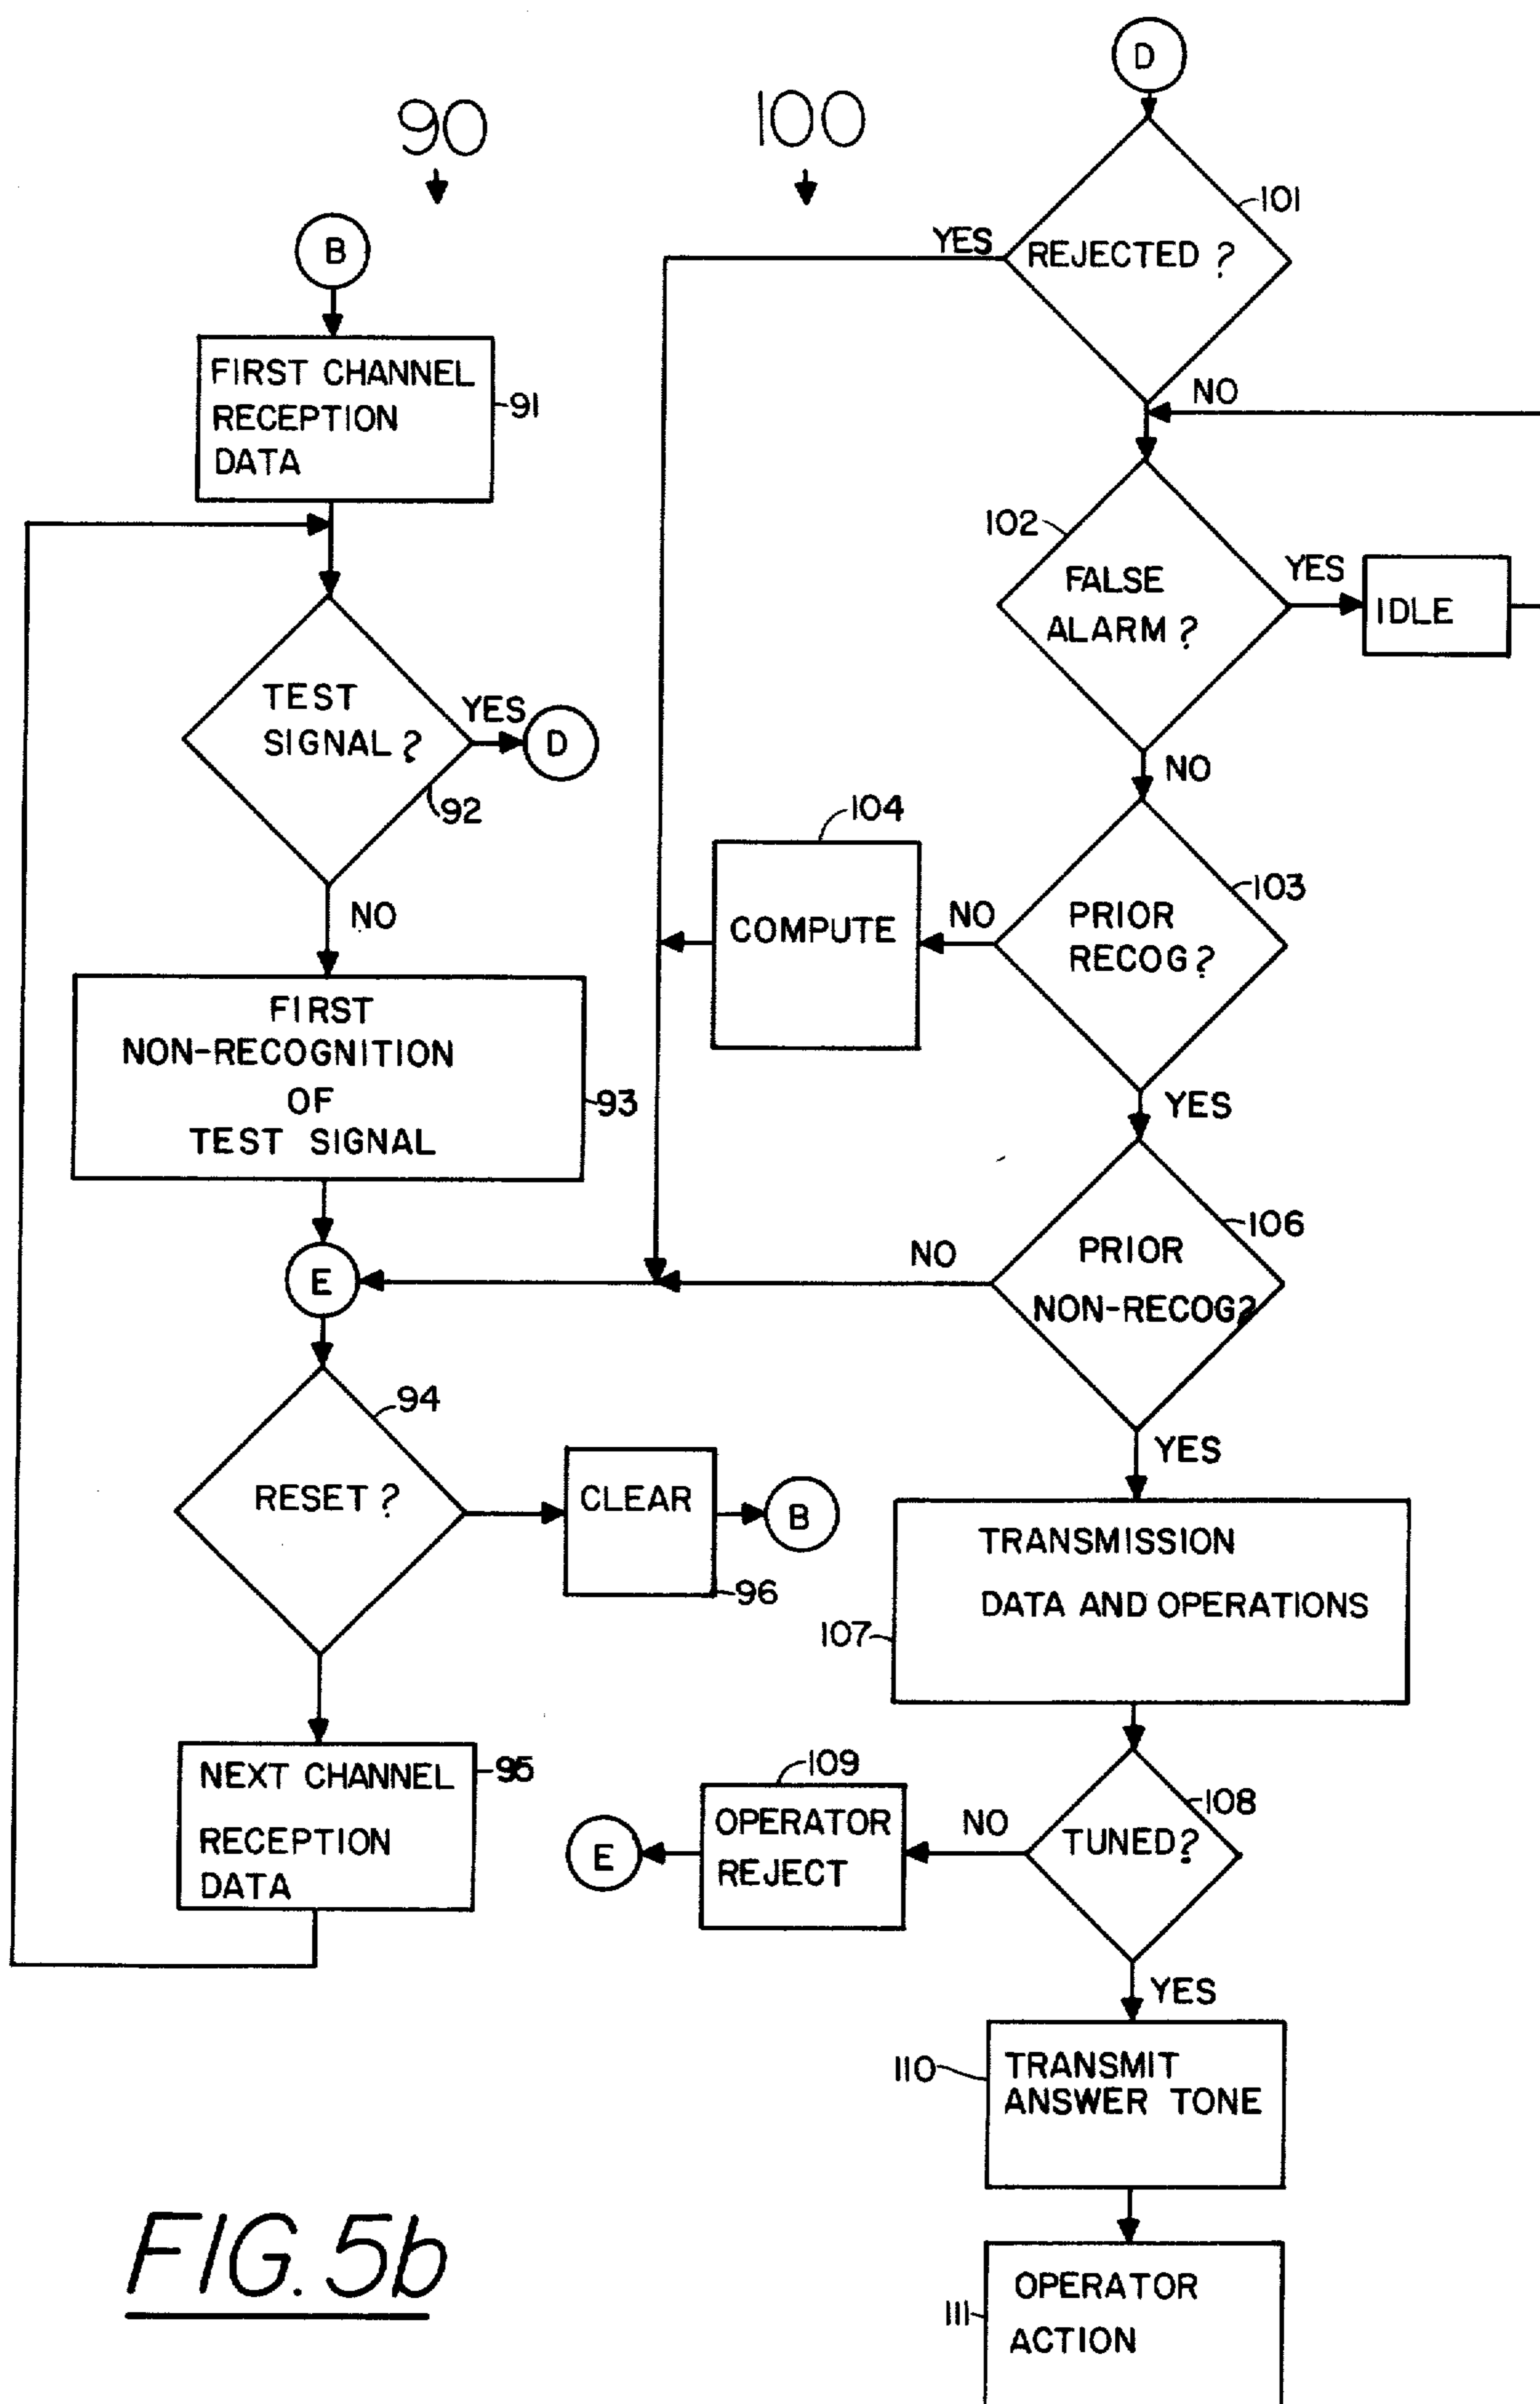 90
B
FIRST CHANNEL
RECEPTION
DATA
91
TEST
SIGNAL?
YES
D
92
NO
FIRST
NON-RECOGNITION
OF
TEST SIGNAL
93
E
94
RESET?
CLEAR
B
96
NEXT CHANNEL
RECEPTION
DATA
95
100
D
101
YES
REJECTED?
NO
102
FALSE
ALARM?
YES
IDLE
NO
104
COMPUTE
NO
PRIOR
RECOG?
103
YES
106
NO
PRIOR
NON-RECOG?
YES
TRANSMISSION
DATA AND OPERATIONS
107
109
OPERATOR
REJECT
E
NO
TUNED?
108
YES
110
TRANSMIT
ANSWER TONE
111
OPERATOR
ACTION
FIG. 5b